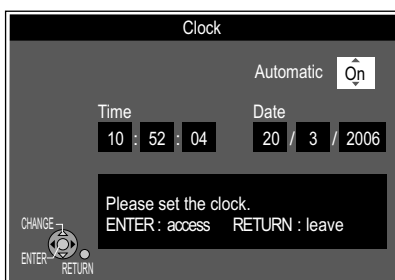 Clock
Automatic On
Time Date
10 : 52 : 04 20 / 3 / 2006
Please set the clock.
ENTER : access RETURN : leave
CHANGE
ENTER
RETURN